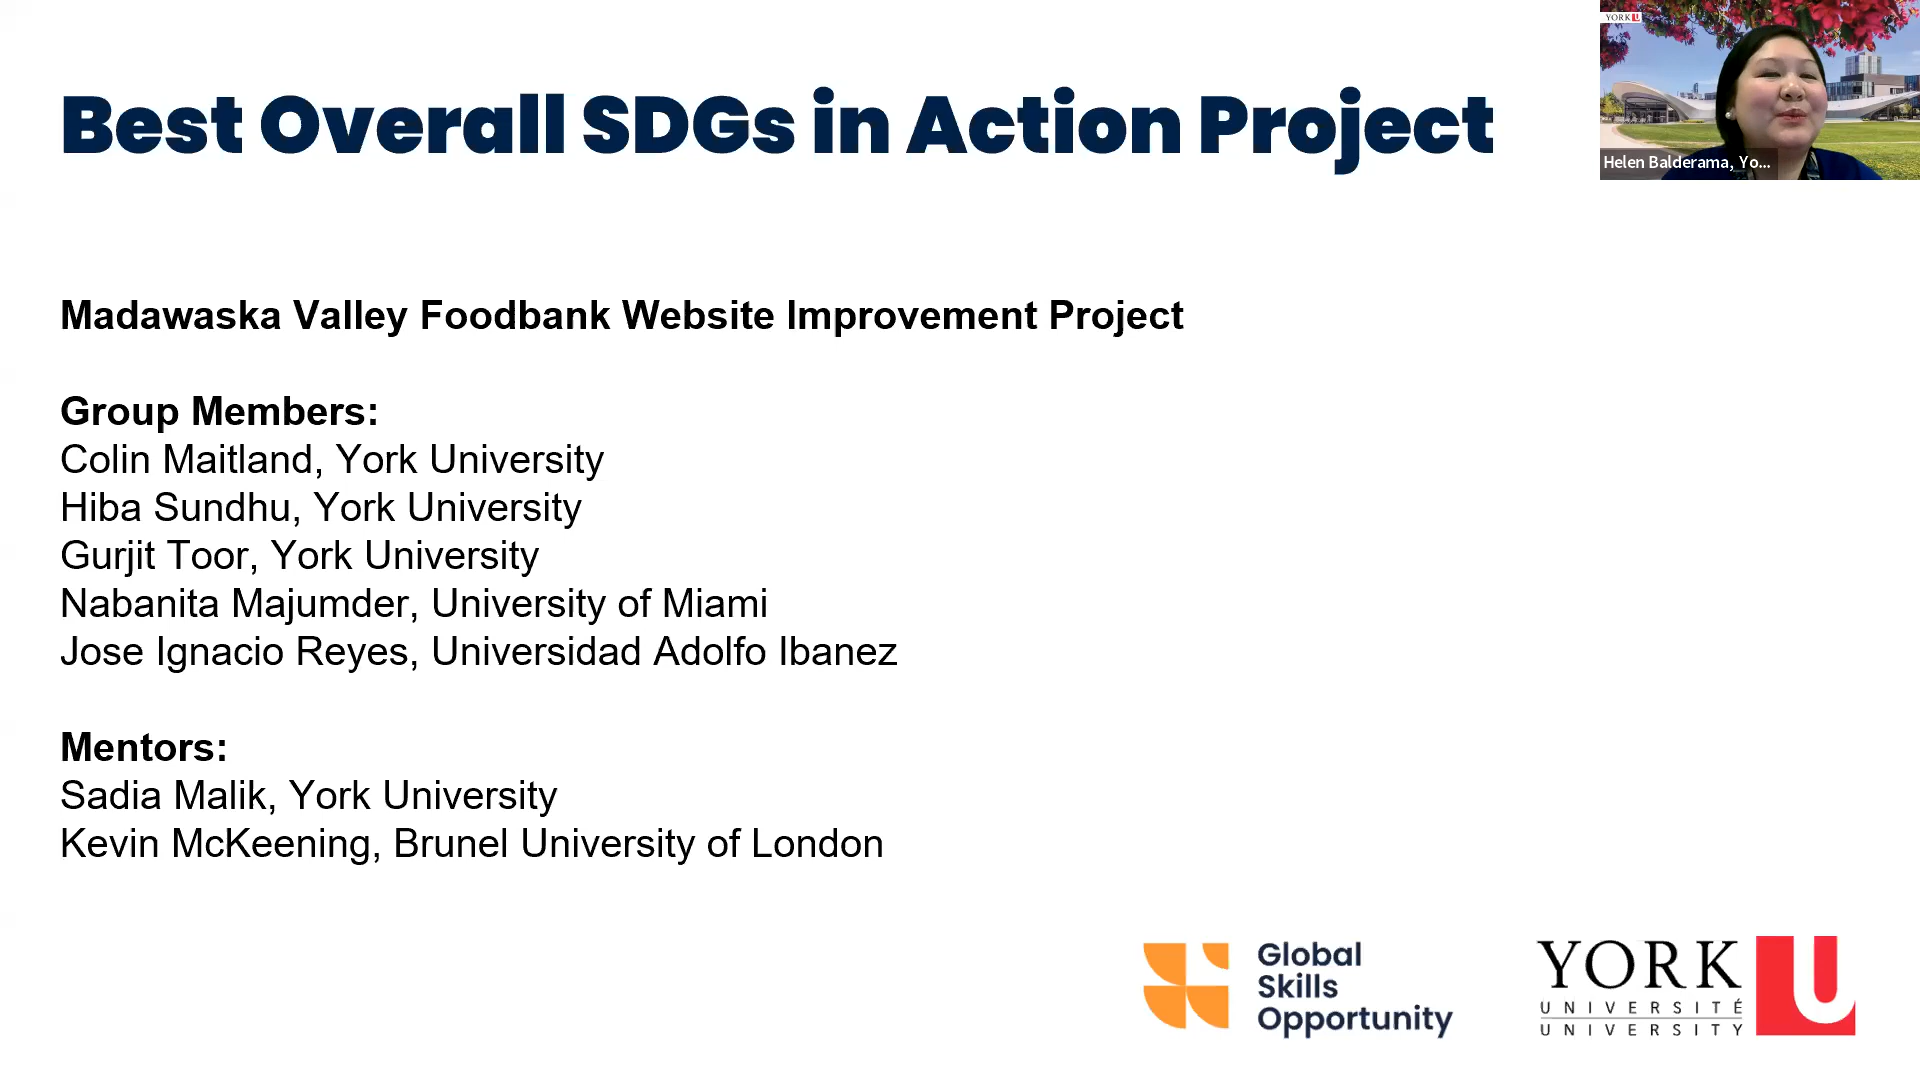 Best Overall SDGs in Action Project
YORK U
Helen Balderama, Yo...
Madawaska Valley Foodbank Website Improvement Project
Group Members:
Colin Maitland, York University
Hiba Sundhu, York University
Gurjit Toor, York University
Nabanita Majumder, University of Miami
Jose Ignacio Reyes, Universidad Adolfo Ibanez
Mentors:
Sadia Malik, York University
Kevin McKeening, Brunel University of London
Global
Skills
Opportunity
YORK U
UNIVERSITÉ
UNIVERSITY